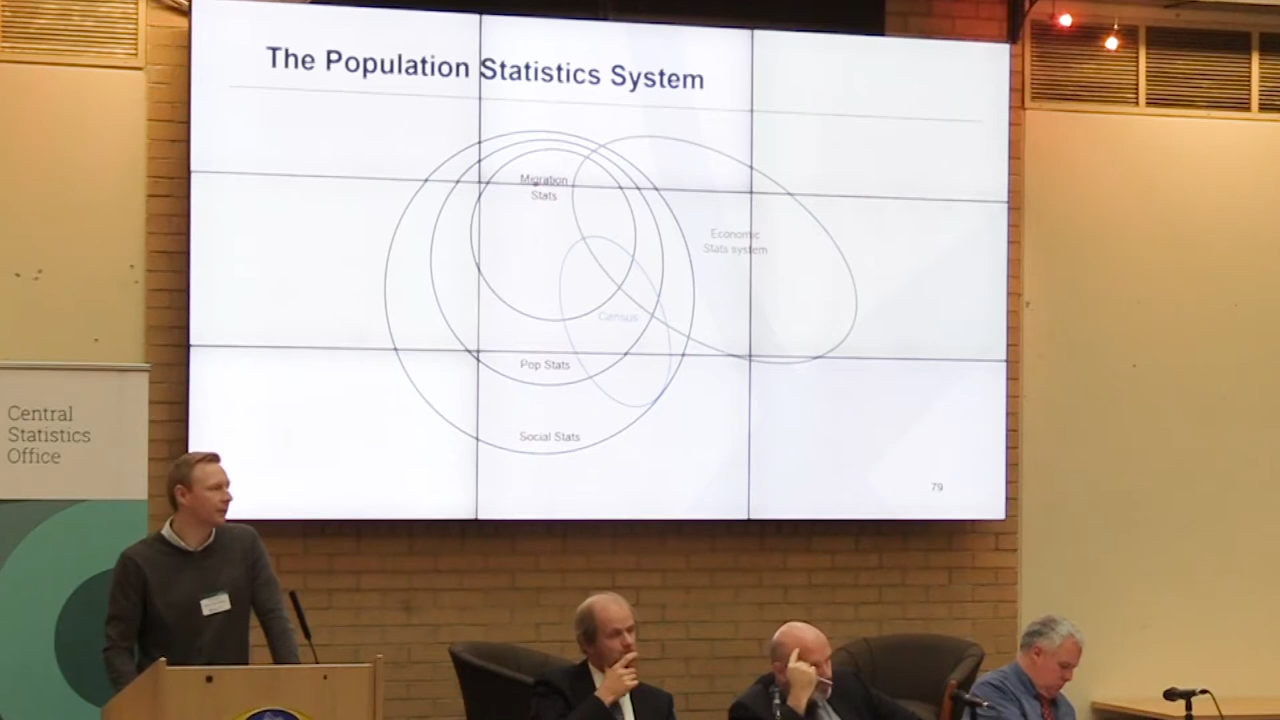 The Population Statistics System
Migration
Stats
Economic
Stats system
Census
Pop Stats
Social Stats
79
Central
Statistics
Office